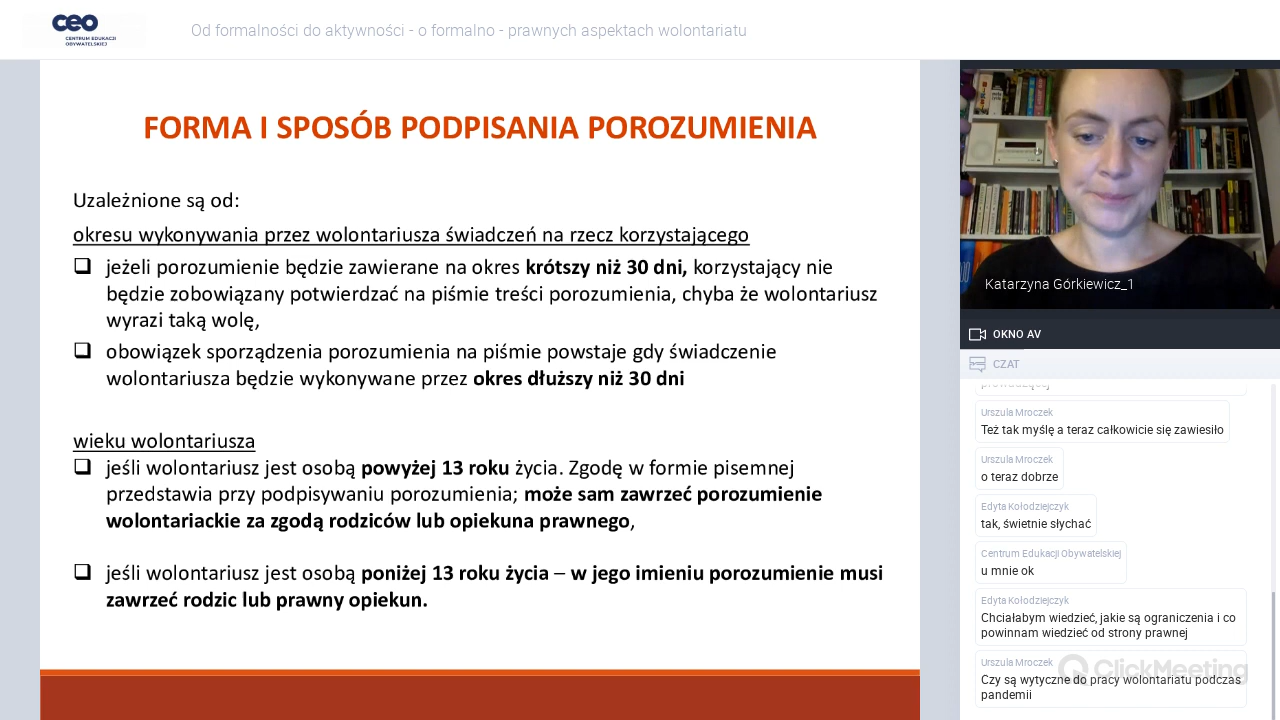 ceo
CENTRUM EDUKACJI
OBYWATELSKIEJ
Od formalności do aktywności - o formalno - prawnych aspektach wolontariatu
FORMA I SPOSÓB PODPISANIA POROZUMIENIA
Uzależnione są od:
okresu wykonywania przez wolontariusza świadczeń na rzecz korzystającego
❑ jeżeli porozumienie będzie zawierane na okres krótszy niż 30 dni, korzystający nie
będzie zobowiązany potwierdzać na piśmie treści porozumienia, chyba że wolontariusz
wyrazi taką wolę,
❑ obowiązek sporządzenia porozumienia na piśmie powstaje gdy świadczenie
wolontariusza będzie wykonywane przez okres dłuższy niż 30 dni
wieku wolontariusza
❑ jeśli wolontariusz jest osobą powyżej 13 roku życia. Zgodę w formie pisemnej
przedstawia przy podpisywaniu porozumienia; może sam zawrzeć porozumienie
wolontariackie za zgodą rodziców lub opiekuna prawnego,
❑ jeśli wolontariusz jest osobą poniżej 13 roku życia – w jego imieniu porozumienie musi
zawrzeć rodzic lub prawny opiekun.
Katarzyna Górkiewicz_1
OKNO AV
CZAT
Urszula Mroczek
Też tak myślę a teraz całkowicie się zawiesiło
Urszula Mroczek
o teraz dobrze
Edyta Kołodziejczyk
tak, świetnie słychać
Centrum Edukacji Obywatelskiej
u mnie ok
Edyta Kołodziejczyk
Chciałabym wiedzieć, jakie są ograniczenia i co
powinnam wiedzieć od strony prawnej
Urszula Mroczek
ClickMeeting
Czy są wytyczne do pracy wolontariatu podczas
pandemii